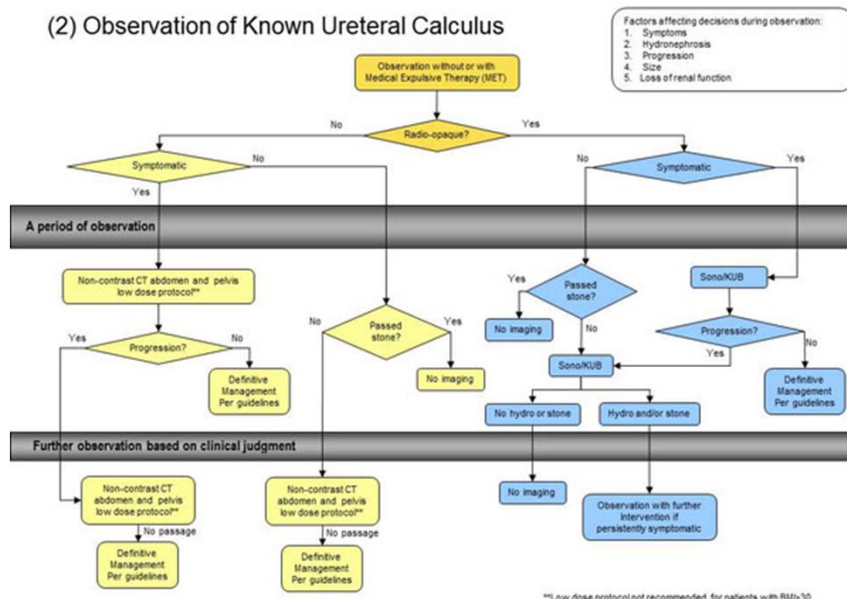 (2) Observation of Known Ureteral Calculus
Factors affecting decisions during observation:
1. Symptoms
2. Hydronephrosis
3. Progression
4. Size
5. Loss of renal function
Observation without or with
Medical Expulsive Therapy (MET)
No
Radio-opaque?
Yes
Symptomatic
No
Yes
No
Symptomatic
Yes
A period of observation
Non-contrast CT abdomen and pelvis
low dose protocol**
Yes
Progression?
No
Definitive
Management
Per guidelines
No
Passed
stone?
Yes
No imaging
Yes
Passed
stone?
No imaging
No
Sono/KUB
Sono/KUB
Progression?
Yes
No
Definitive
Management
Per guidelines
No hydro or stone
Hydro and/or stone
Further observation based on clinical judgment
Non-contrast CT
abdomen and pelvis
low dose protocol**
No passage
Definitive
Management
Per guidelines
Non-contrast CT
abdomen and pelvis
low dose protocol**
No passage
Definitive
Management
Per guidelines
No imaging
Observation with further
Intervention if
persistently symptomatic
**Low dose protocol not recommended for patients with BMI>30